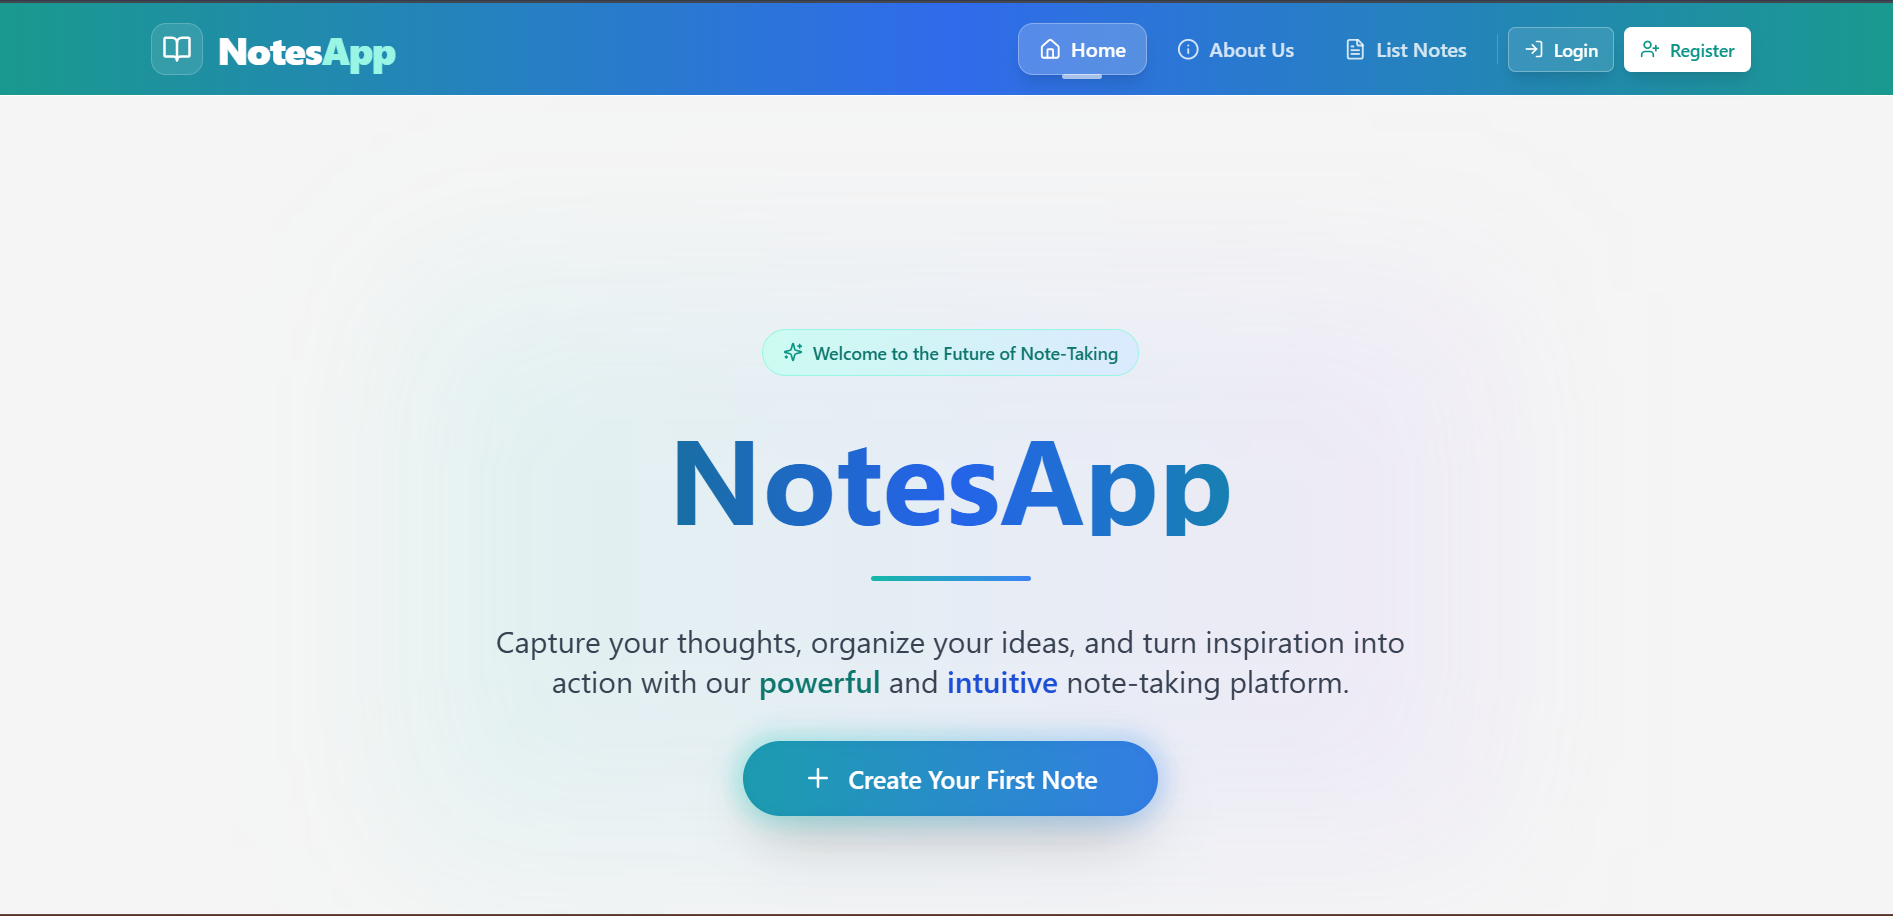 NotesApp
Home
About Us
List Notes
Login
Register
Welcome to the Future of Note-Taking
NotesApp
Capture your thoughts, organize your ideas, and turn inspiration into
action with our powerful and intuitive note-taking platform.
Create Your First Note